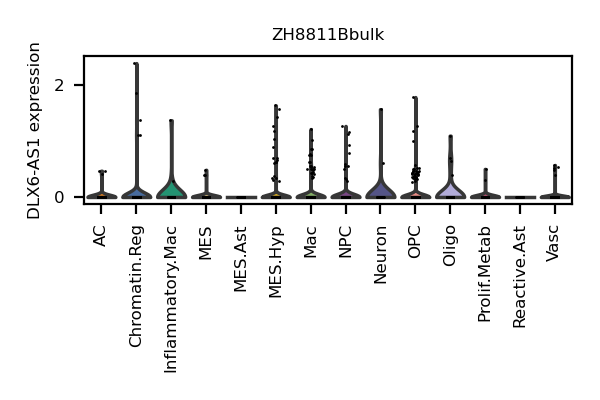 ZH8811Bbulk
DLX6-AS1 expression
2
0
AC
Chromatin.Reg
Inflammatory.Mac
MES
MES.Ast
MES.Hyp
Mac
NPC
Neuron
OPC
Oligo
Prolif.Metab
Reactive.Ast
Vasc